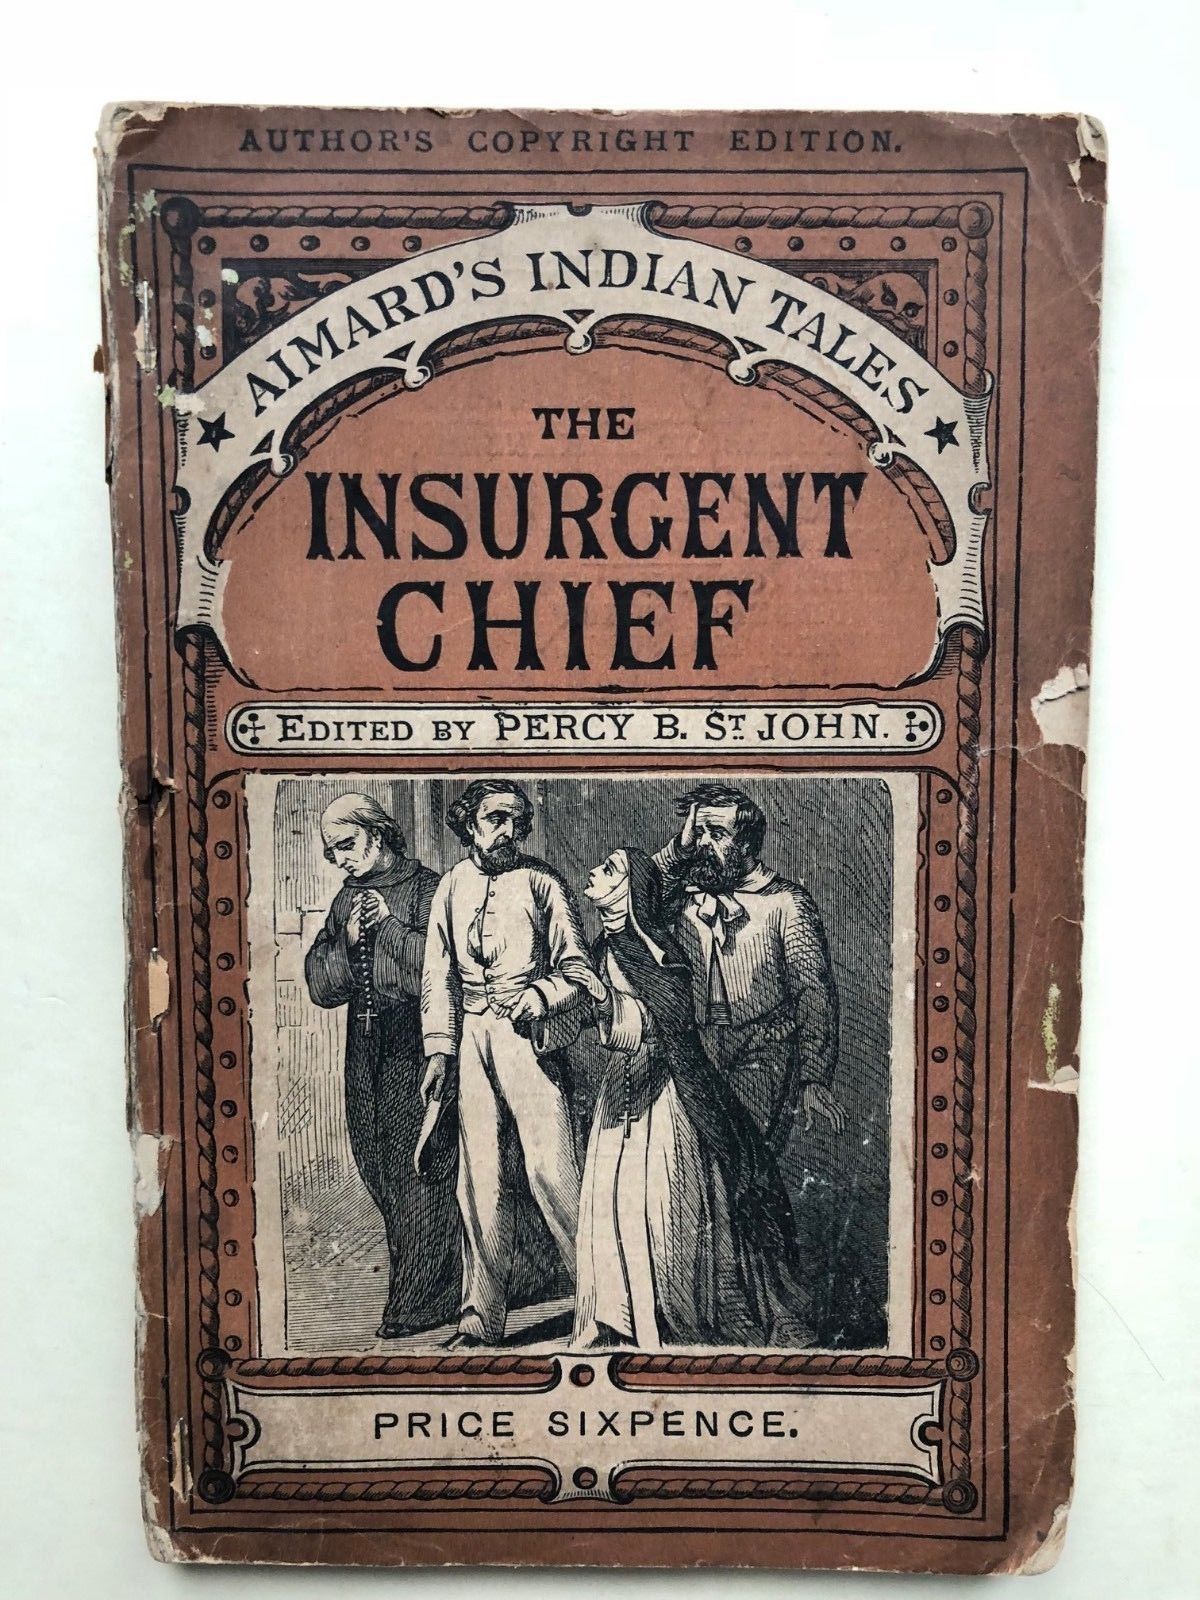 AUTHOR'S COPYRIGHT EDITION.
AIMARD'S INDIAN TALES
THE
INSURGENT
CHIEF
EDITED BY PERCY B. ST. JOHN.
PRICE SIXPENCE.